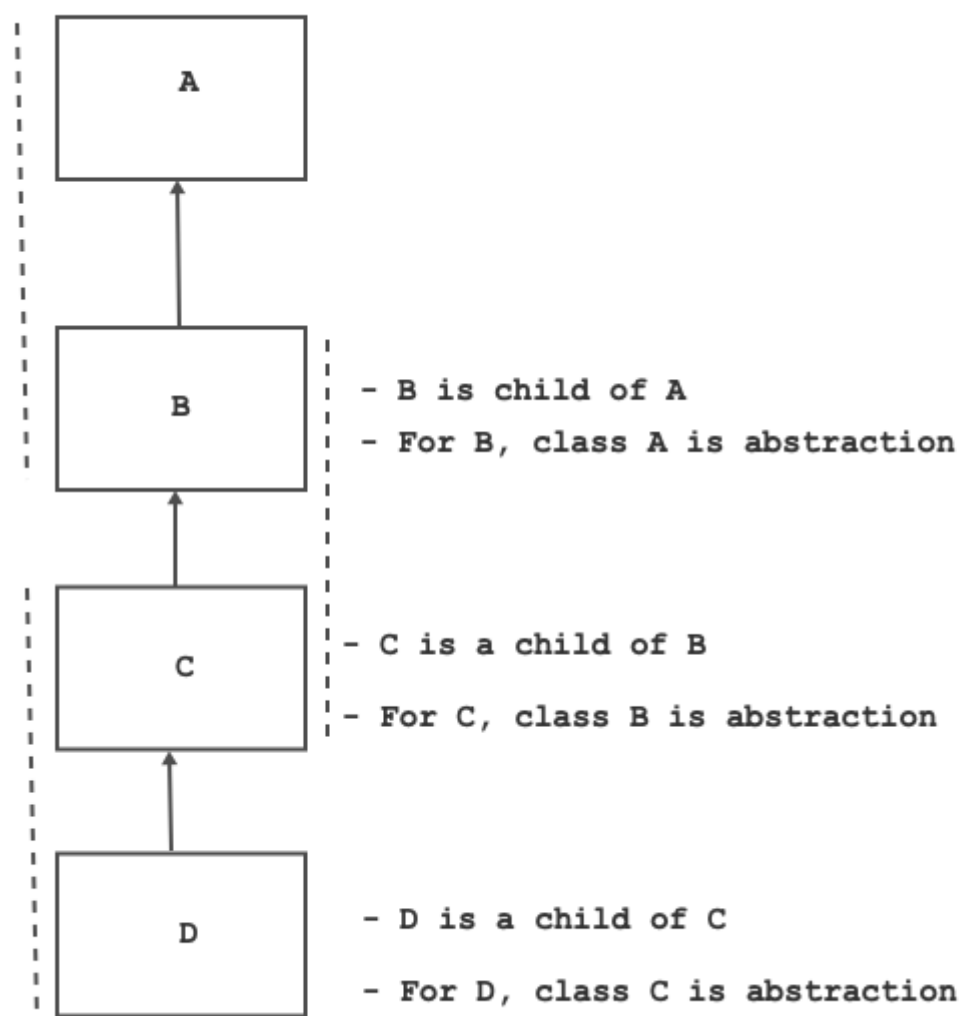 A
B
- B is child of A
- For B, class A is abstraction
C
- C is a child of B
- For C, class B is abstraction
D
- D is a child of C
- For D, class C is abstraction